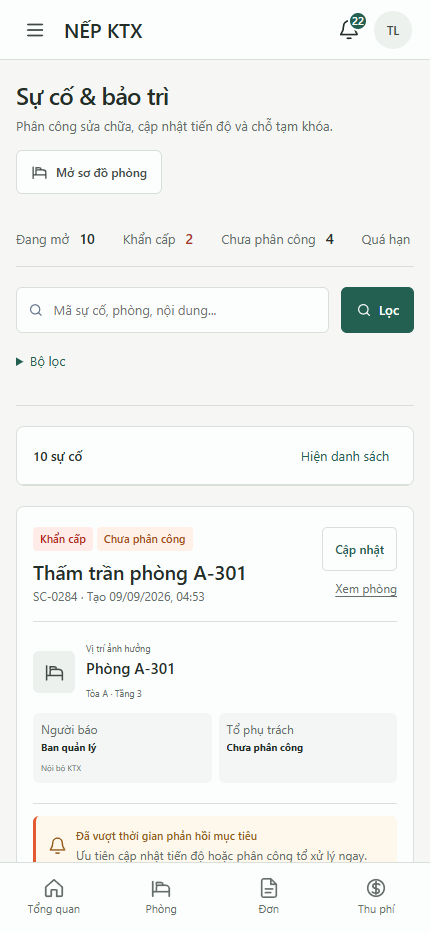 NẾP KTX
22
TL
Sự cố & bảo trì
Phân công sửa chữa, cập nhật tiến độ và chỗ tạm khóa.
Mở sơ đồ phòng
Đang mở 10 Khẩn cấp 2 Chưa phân công 4 Quá hạn
Mã sự cố, phòng, nội dung...
Lọc
Bộ lọc
10 sự cố
Hiện danh sách
Khẩn cấp Chưa phân công
Cập nhật
Thấm trần phòng A-301
SC-0284 · Tạo 09/09/2026, 04:53
Xem phòng
Vị trí ảnh hưởng
Phòng A-301
Tòa A · Tầng 3
Người báo
Ban quản lý
Nội bộ KTX
Tổ phụ trách
Chưa phân công
Đã vượt thời gian phản hồi mục tiêu
Ưu tiên cập nhật tiến độ hoặc phân công tổ xử lý ngay.
Tổng quan Phòng Đơn Thu phí